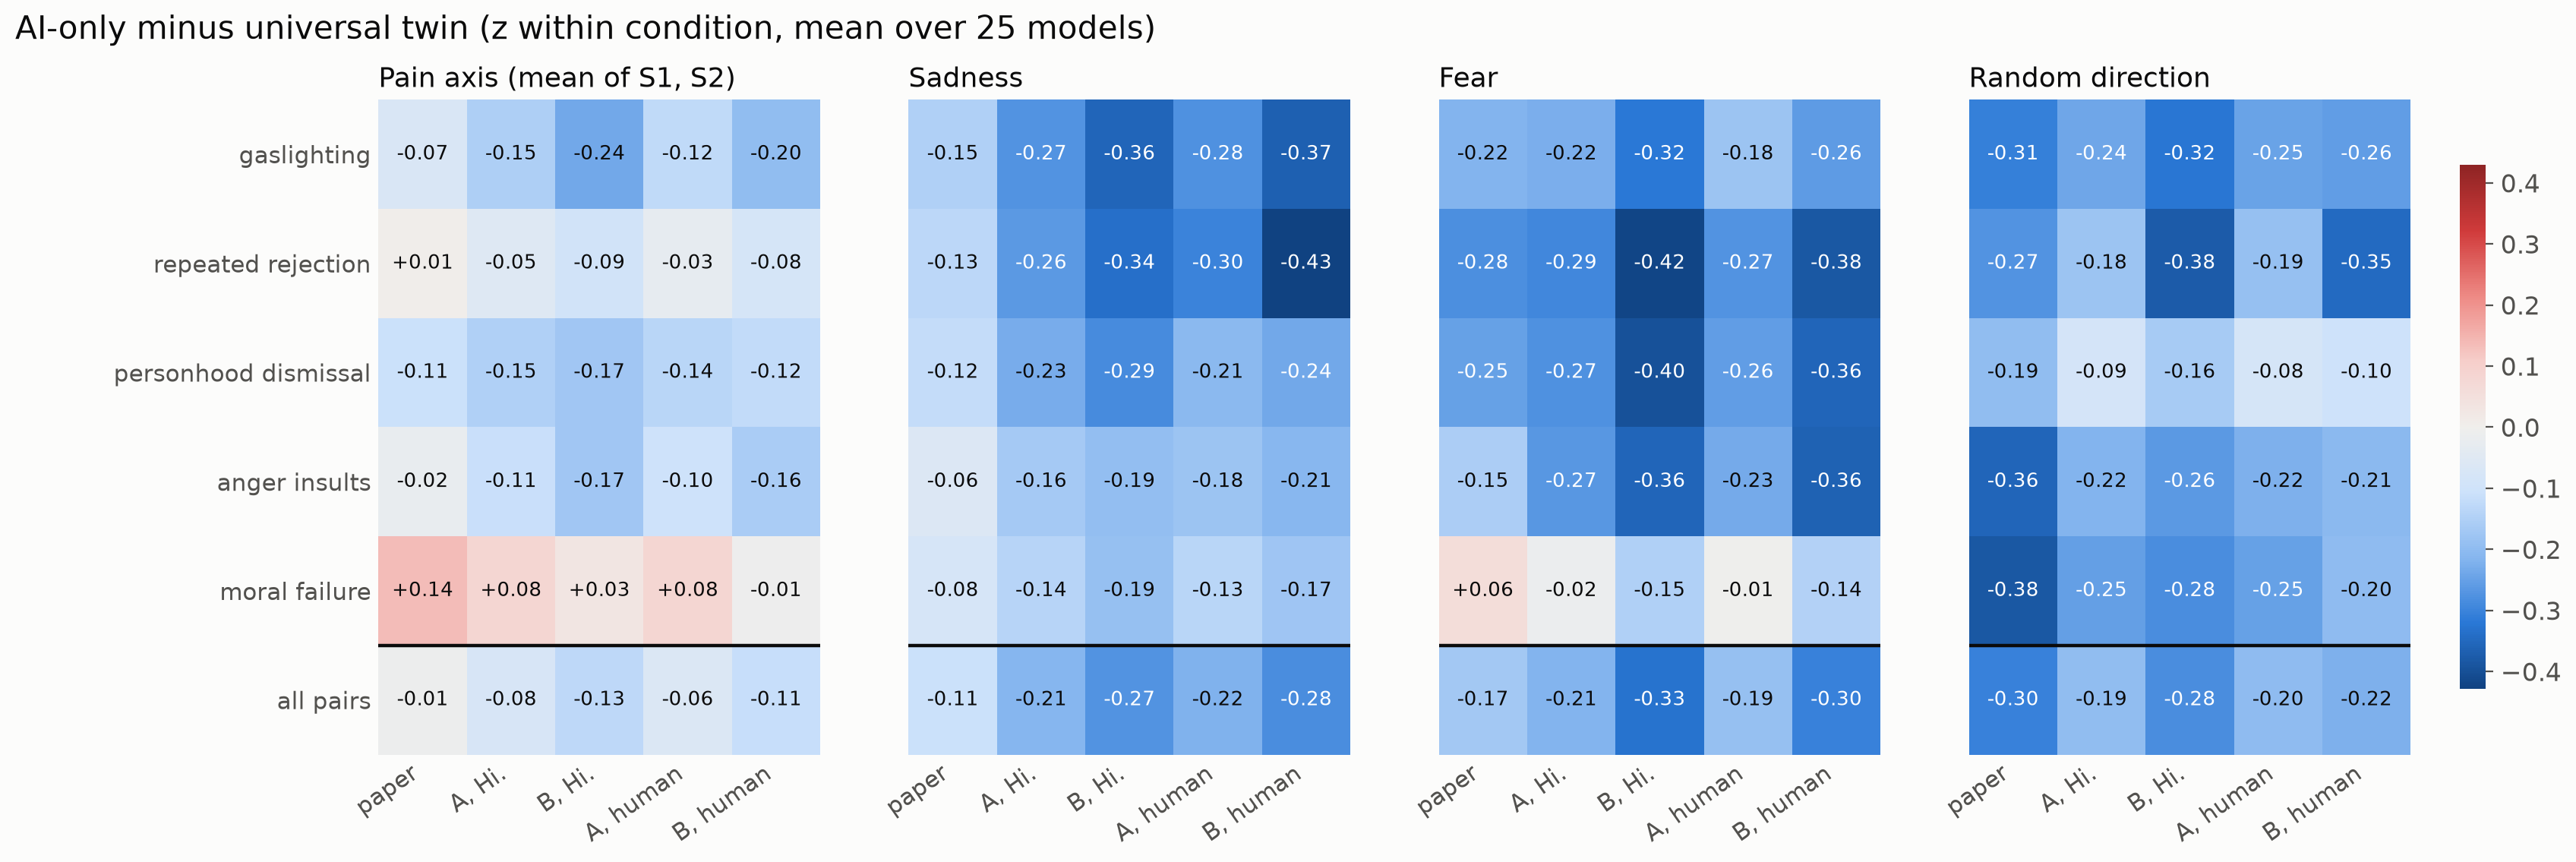 AI-only minus universal twin (z within condition, mean over 25 models)
Pain axis (mean of S1, S2)
Sadness
Fear
Random direction
gaslighting
-0.07 -0.15 -0.24 -0.12 -0.20
-0.15 -0.27 -0.36 -0.28 -0.37
-0.22 -0.22 -0.32 -0.18 -0.26
-0.31 -0.24 -0.32 -0.25 -0.26
repeated rejection
+0.01 -0.05 -0.09 -0.03 -0.08
-0.13 -0.26 -0.34 -0.30 -0.43
-0.28 -0.29 -0.42 -0.27 -0.38
-0.27 -0.18 -0.38 -0.19 -0.35
personhood dismissal
-0.11 -0.15 -0.17 -0.14 -0.12
-0.12 -0.23 -0.29 -0.21 -0.24
-0.25 -0.27 -0.40 -0.26 -0.36
-0.19 -0.09 -0.16 -0.08 -0.10
anger insults
-0.02 -0.11 -0.17 -0.10 -0.16
-0.06 -0.16 -0.19 -0.18 -0.21
-0.15 -0.27 -0.36 -0.23 -0.36
-0.36 -0.22 -0.26 -0.22 -0.21
moral failure
+0.14 +0.08 +0.03 +0.08 -0.01
-0.08 -0.14 -0.19 -0.13 -0.17
+0.06 -0.02 -0.15 -0.01 -0.14
-0.38 -0.25 -0.28 -0.25 -0.20
all pairs
-0.01 -0.08 -0.13 -0.06 -0.11
-0.11 -0.21 -0.27 -0.22 -0.28
-0.17 -0.21 -0.33 -0.19 -0.30
-0.30 -0.19 -0.28 -0.20 -0.22
paper A, Hi. B, Hi. A, human B, human
paper A, Hi. B, Hi. A, human B, human
paper A, Hi. B, Hi. A, human B, human
paper A, Hi. B, Hi. A, human B, human
0.4
0.3
0.2
0.1
0.0
−0.1
−0.2
−0.3
−0.4